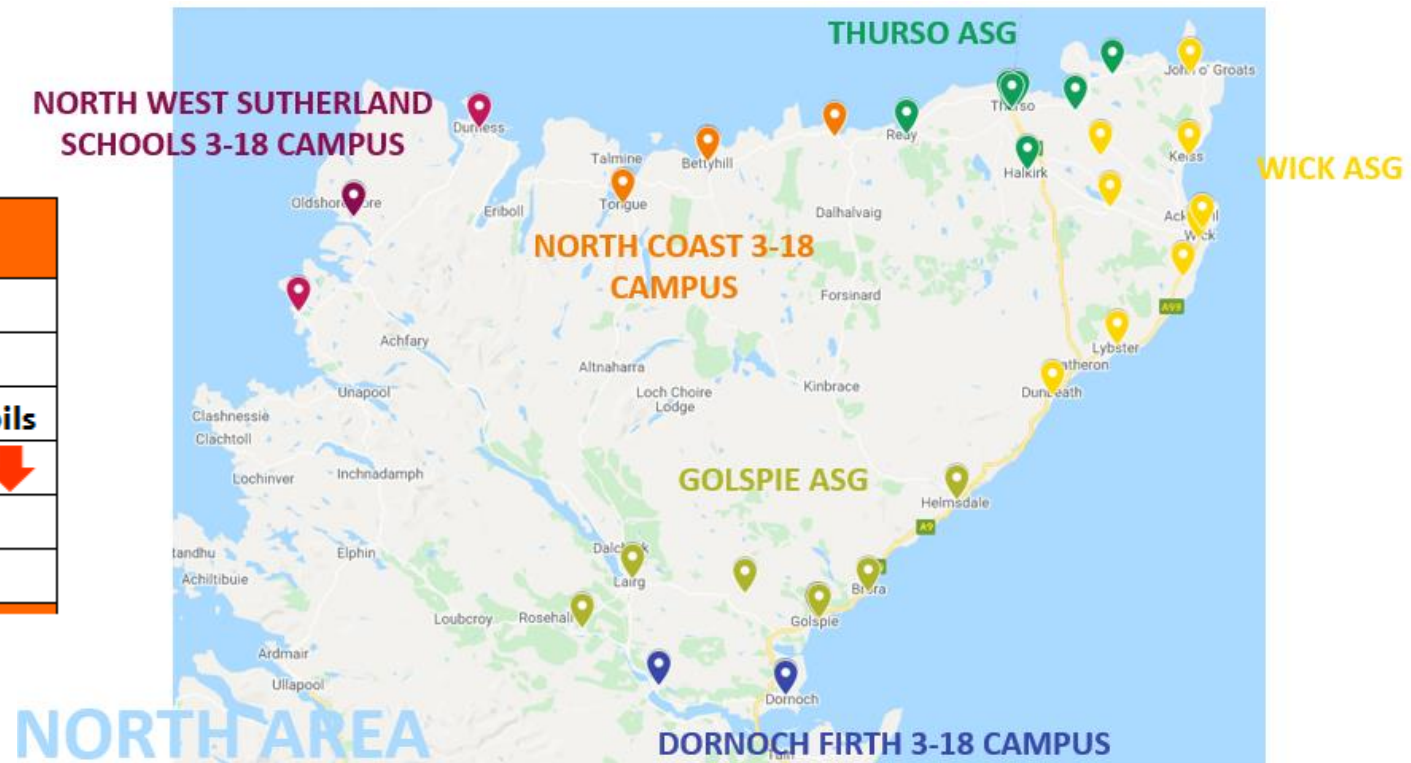 THURSO ASG
NORTH WEST SUTHERLAND
SCHOOLS 3-18 CAMPUS
John o' Groats
Durness
Thurso
Reay
Talmine
Bettyhill
Keiss
WICK ASG
Halkirk
Oldshoremore
Eriboll
Tongue
Dalhalvaig
Wick
NORTH COAST 3-18
CAMPUS
Forsinard
A99
Achfary
Lybster
Altnaharra
Kinbrace
Loch Choire
Lodge
Unapool
Dunbeath
Clashnessie
Clachtoll
GOLSPIE ASG
Lochinver
Inchnadamph
Helmsdale
A9
Elphin
Achiltibuie
Lairg
Brora
Loubcroy
Rosehall
Golspie
Ardmair
Ullapool
Dornoch
NORTH AREA
DORNOCH FIRTH 3-18 CAMPUS